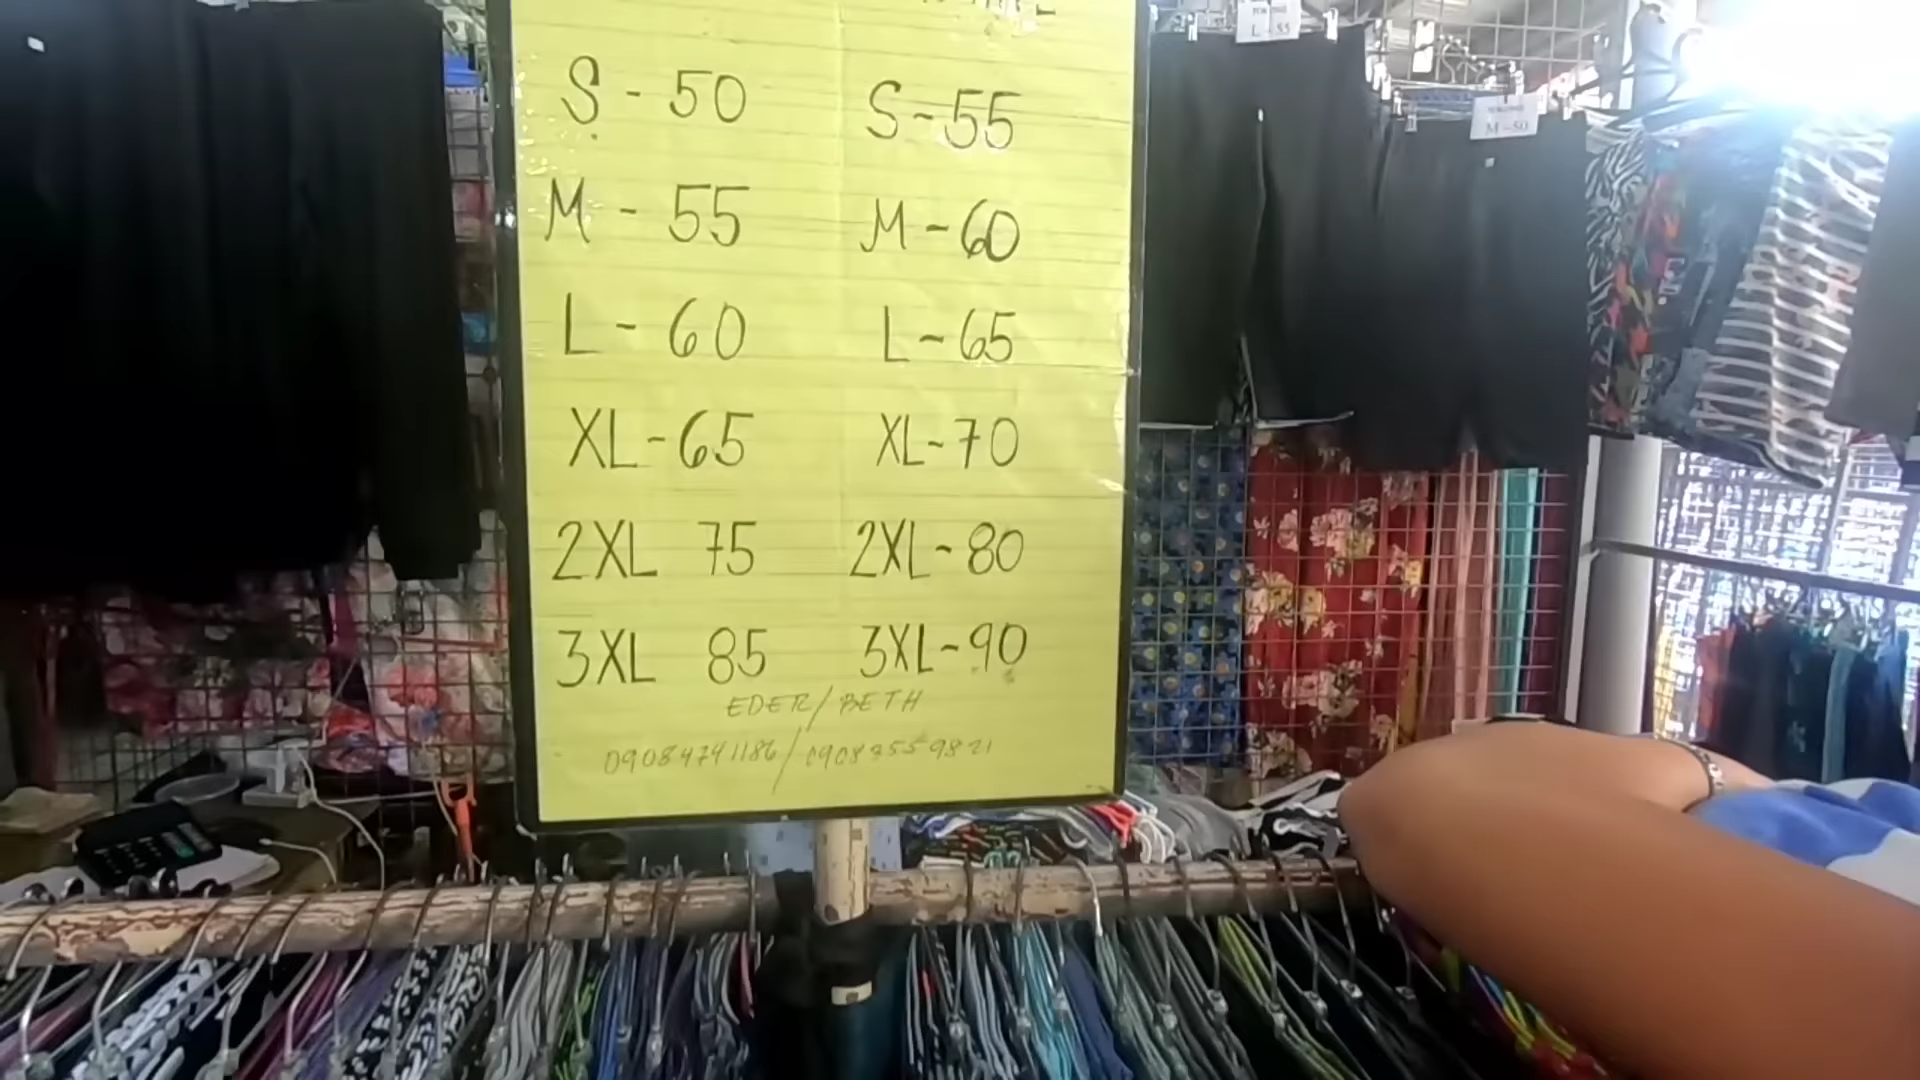 S - 50 S - 55
M - 55 M - 60
L - 60 L - 65
XL - 65 XL - 70
2XL 75 2XL - 80
3XL 85 3XL - 90
EDER / BETH
09084741186 / 09083559821
L - 55
M - 50